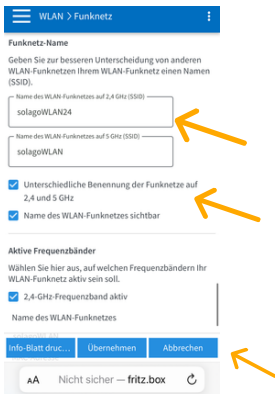 WLAN > Funknetz
Funknetz-Name
Geben Sie zur besseren Unterscheidung von anderen
WLAN-Funknetzen Ihrem WLAN-Funknetz einen Namen
(SSID).
Name des WLAN-Funknetzes auf 2,4 GHz (SSID)
solagoWLAN24
Name des WLAN-Funknetzes auf 5 GHz (SSID)
solagoWLAN
Unterschiedliche Benennung der Funknetze auf
2,4 und 5 GHz
Name des WLAN-Funknetzes sichtbar
Aktive Frequenzbänder
Wählen Sie hier aus, auf welchen Frequenzbändern Ihr
WLAN-Funknetz aktiv sein soll.
2,4-GHz-Frequenzband aktiv
Name des WLAN-Funknetzes
Info-Blatt druc... Übernehmen Abbrechen
AA Nicht sicher — fritz.box